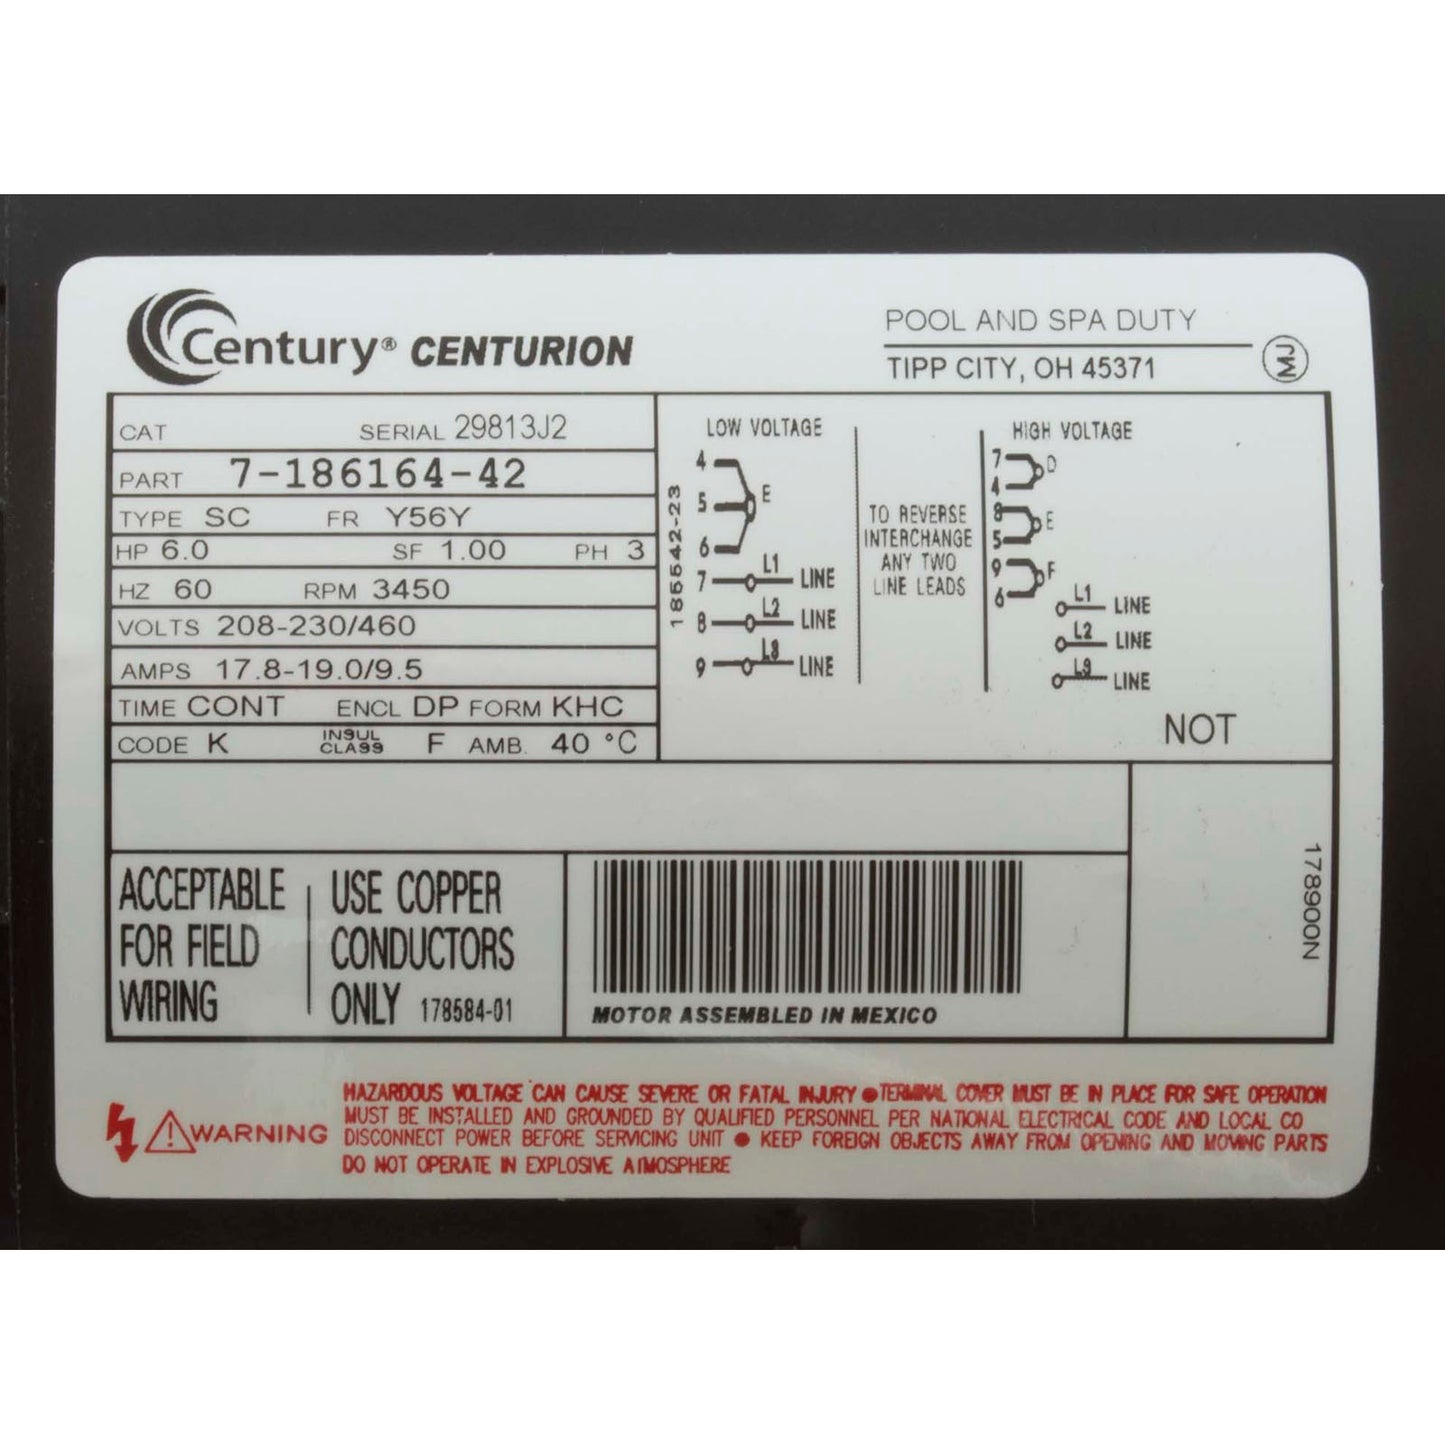 Century® CENTURION
POOL AND SPA DUTY
TIPP CITY, OH 45371
MJ
CAT SERIAL 29813J2
PART 7-186164-42
TYPE SC FR Y56Y
HP 6.0 SF 1.00 PH 3
HZ 60 RPM 3450
VOLTS 208-230/460
AMPS 17.8-19.0/9.5
TIME CONT ENCL DP FORM KHC
CODE K INSUL CLASS F AMB. 40 °C
185542-23
LOW VOLTAGE
4
5 E
6
7 L1 LINE
8 L2 LINE
9 L3 LINE
TO REVERSE
INTERCHANGE
ANY TWO
LINE LEADS
HIGH VOLTAGE
7 D
4
8 E
5
9 F
6
L1 LINE
L2 LINE
L3 LINE
NOT
178900N
ACCEPTABLE
FOR FIELD
WIRING
USE COPPER
CONDUCTORS
ONLY 178584-01
MOTOR ASSEMBLED IN MEXICO
WARNING
HAZARDOUS VOLTAGE CAN CAUSE SEVERE OR FATAL INJURY ● TERMINAL COVER MUST BE IN PLACE FOR SAFE OPERATION
MUST BE INSTALLED AND GROUNDED BY QUALIFIED PERSONNEL PER NATIONAL ELECTRICAL CODE AND LOCAL CO
DISCONNECT POWER BEFORE SERVICING UNIT ● KEEP FOREIGN OBJECTS AWAY FROM OPENING AND MOVING PARTS
DO NOT OPERATE IN EXPLOSIVE ATMOSPHERE